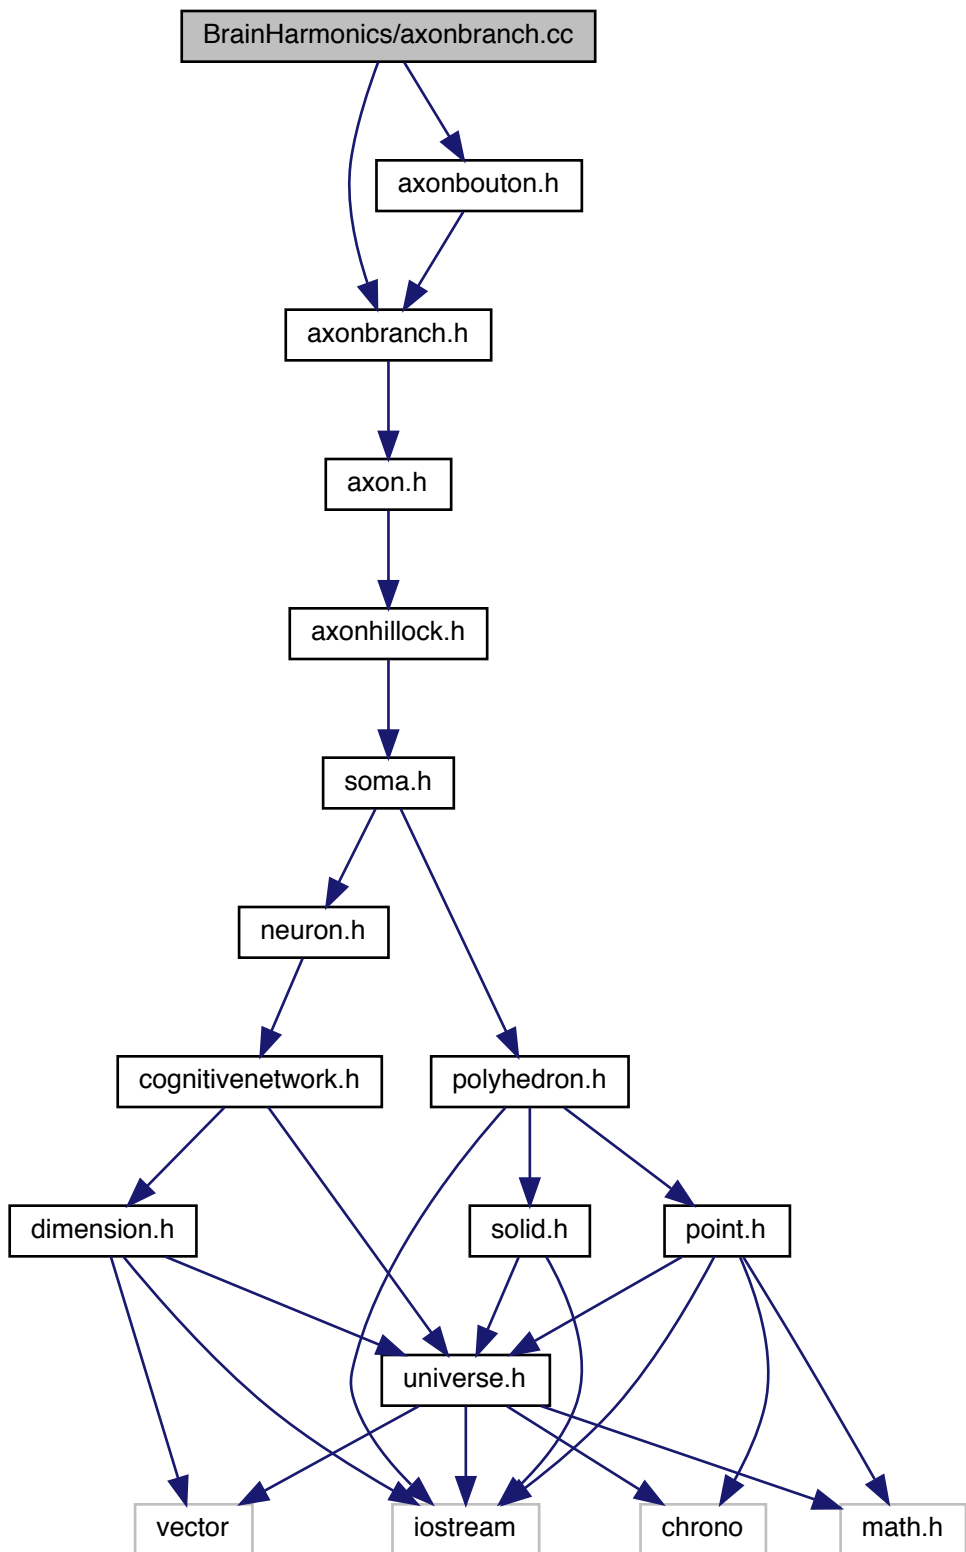 BrainHarmonics/axonbranch.cc
axonbouton.h
axonbranch.h
axon.h
axonhillock.h
soma.h
neuron.h
cognitivenetwork.h
polyhedron.h
dimension.h
solid.h
point.h
universe.h
vector
iostream
chrono
math.h